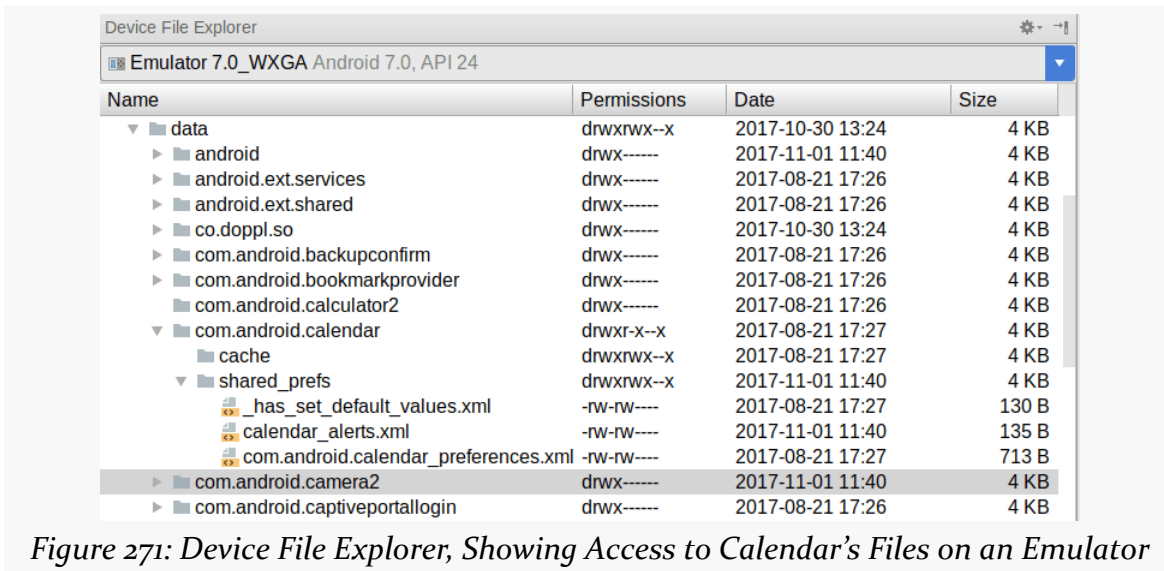 Device File Explorer
Emulator 7.0_WXGA Android 7.0, API 24
Name Permissions Date Size
data drwxrwx--x 2017-10-30 13:24 4 KB
android drwx------ 2017-11-01 11:40 4 KB
android.ext.services drwx------ 2017-08-21 17:26 4 KB
android.ext.shared drwx------ 2017-08-21 17:26 4 KB
co.doppl.so drwx------ 2017-10-30 13:24 4 KB
com.android.backupconfirm drwx------ 2017-08-21 17:26 4 KB
com.android.bookmarkprovider drwx------ 2017-08-21 17:26 4 KB
com.android.calculator2 drwx------ 2017-08-21 17:26 4 KB
com.android.calendar drwxr-x--x 2017-08-21 17:27 4 KB
cache drwxrwx--x 2017-08-21 17:27 4 KB
shared_prefs drwxrwx--x 2017-11-01 11:40 4 KB
_has_set_default_values.xml -rw-rw---- 2017-08-21 17:27 130 B
calendar_alerts.xml -rw-rw---- 2017-11-01 11:40 135 B
com.android.calendar_preferences.xml -rw-rw---- 2017-08-21 17:27 713 B
com.android.camera2 drwx------ 2017-11-01 11:40 4 KB
com.android.captiveportallogin drwx------ 2017-08-21 17:26 4 KB
Figure 271: Device File Explorer, Showing Access to Calendar's Files on an Emulator